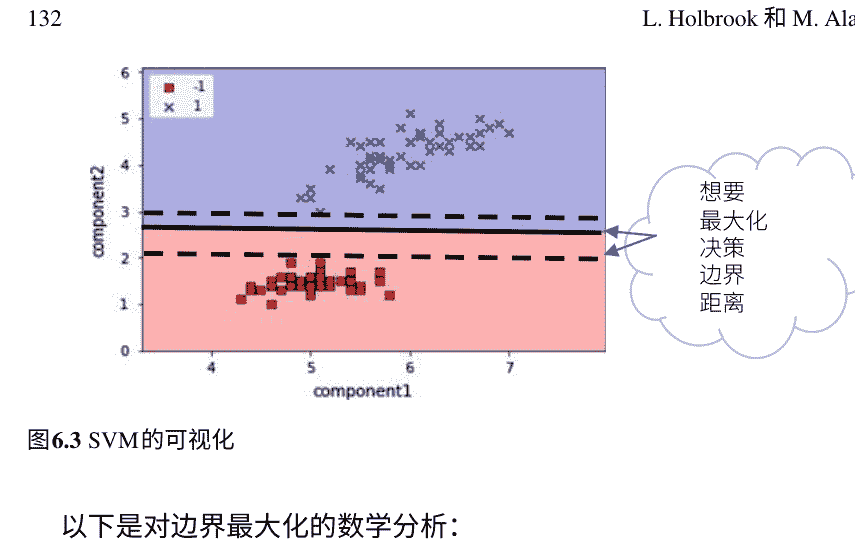 132
L. Holbrook 和 M. Ala
6
-1
1
5
4
3
2
1
0
component2
4
5
6
7
component1
想要
最大化
决策
边界
距离
图6.3 SVM的可视化
以下是对边界最大化的数学分析：